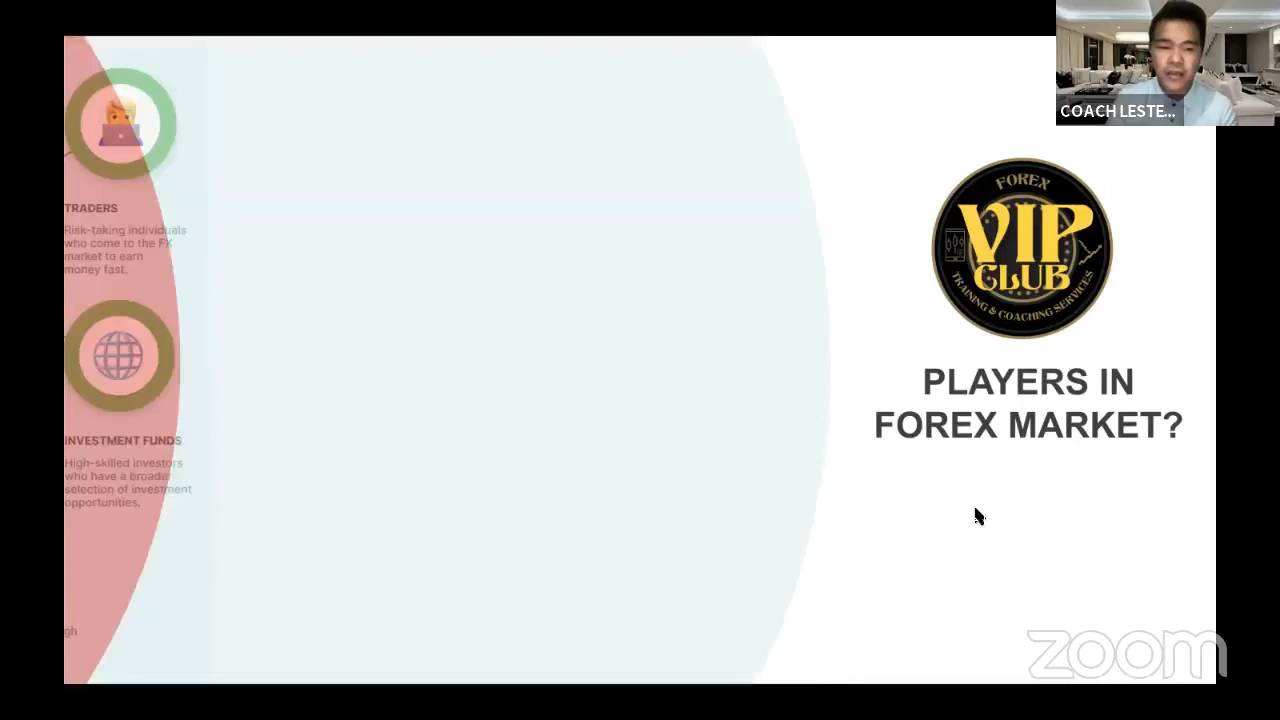 COACH LESTE...
TRADERS
Risk-taking individuals
who come to the FX
market to earn
money fast.
INVESTMENT FUNDS
High-skilled investors
who have a broader
selection of investment
opportunities.
gh
FOREX
VIP
CLUB
TRAINING & COACHING SERVICES
PLAYERS IN
FOREX MARKET?
zoom